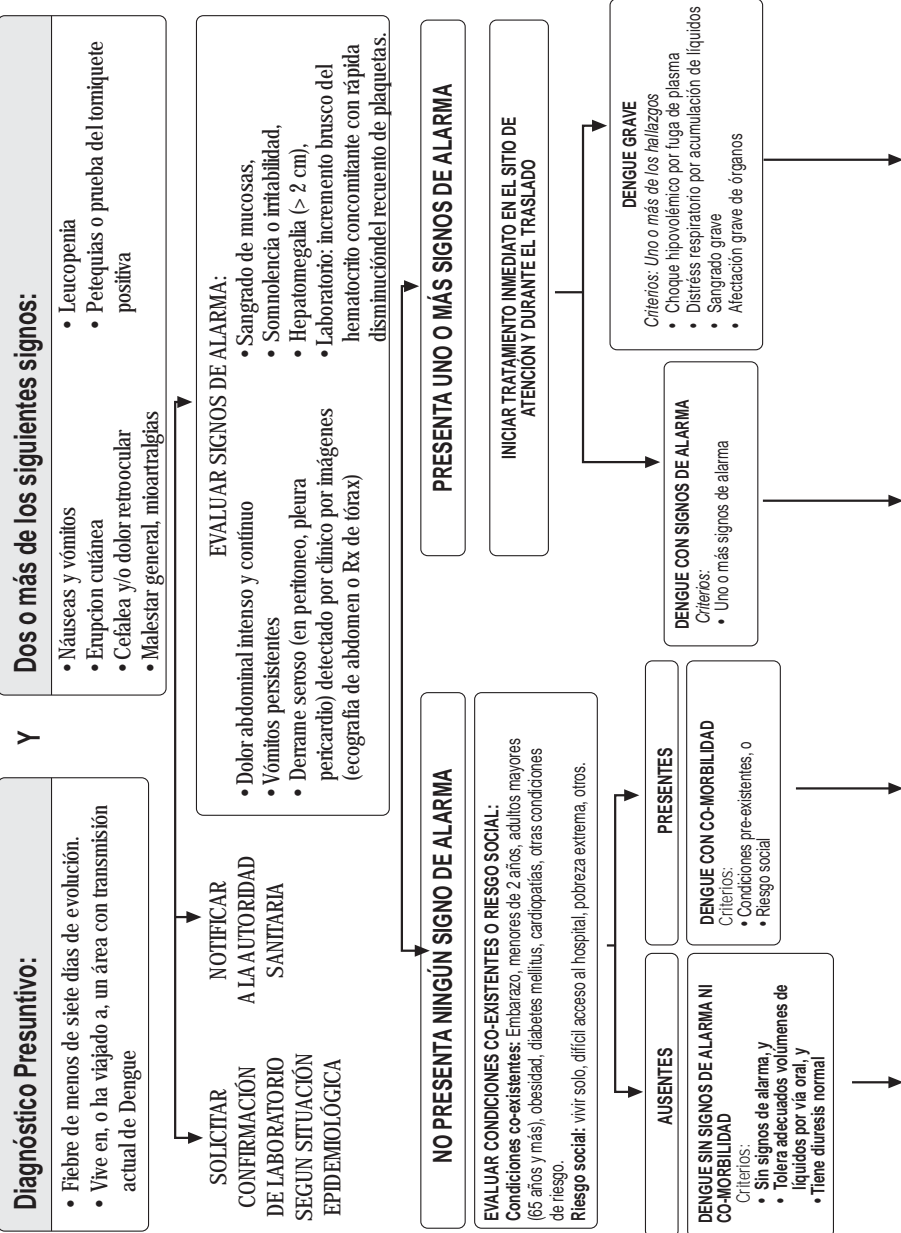 Diagnóstico Presuntivo:
• Fiebre de menos de siete días de evolución.
• Vive en, o ha viajado a, un área con transmisión
actual de Dengue
Y
Dos o más de los siguientes signos:
• Náuseas y vómitos
• Erupcion cutánea
• Cefalea y/o dolor retroocular
• Malestar general, mioartralgias
• Leucopenia
• Petequias o prueba del torniquete
positiva
SOLICITAR
CONFIRMACIÓN
DE LABORATORIO
SEGUN SITUACIÓN
EPIDEMIOLÓGICA
NOTIFICAR
A LA AUTORIDAD
SANITARIA
EVALUAR SIGNOS DE ALARMA:
• Dolor abdominal intenso y contínuo
• Vómitos persistentes
• Derrame seroso (en peritoneo, pleura
pericardio) detectado por clínico por imágenes
(ecografía de abdomen o Rx de tórax)
• Sangrado de mucosas,
• Somnolencia o irritabilidad,
• Hepatomegalia (> 2 cm),
• Laboratorio: incremento brusco del
hematocrito concomitante con rápida
disminucióndel recuento de plaquetas.
NO PRESENTA NINGÚN SIGNO DE ALARMA
PRESENTA UNO O MÁS SIGNOS DE ALARMA
EVALUAR CONDICIONES CO-EXISTENTES O RIESGO SOCIAL:
Condiciones co-existentes: Embarazo, menores de 2 años, adultos mayores
(65 años y más), obesidad, diabetes mellitus, cardiopatías, otras condiciones
de riesgo.
Riesgo social: vivir solo, difícil acceso al hospital, pobreza extrema, otros.
INICIAR TRATAMIENTO INMEDIATO EN EL SITIO DE
ATENCIÓN Y DURANTE EL TRASLADO
AUSENTES
PRESENTES
DENGUE SIN SIGNOS DE ALARMA NI
CO-MORBILIDAD
Criterios:
• Sin signos de alarma, y
• Tolera adecuados volúmenes de
líquidos por vía oral, y
• Tiene diuresis normal
DENGUE CON CO-MORBILIDAD
Criterios:
• Condiciones pre-existentes, o
• Riesgo social
DENGUE CON SIGNOS DE ALARMA
Criterios:
• Uno o más signos de alarma
DENGUE GRAVE
Criterios: Uno o más de los hallazgos
• Choque hipovolémico por fuga de plasma
• Distréss respiratorio por acumulación de líquidos
• Sangrado grave
• Afectación grave de órganos